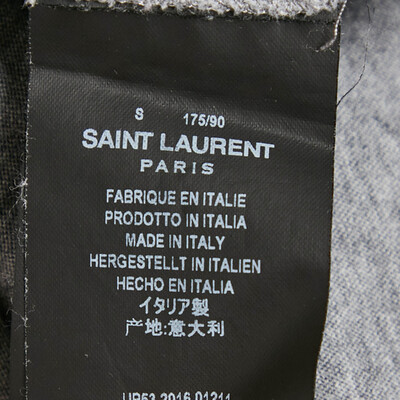 S 175/90
SAINT LAURENT
PARIS
FABRIQUE EN ITALIE
PRODOTTO IN ITALIA
MADE IN ITALY
HERGESTELLT IN ITALIEN
HECHO EN ITALIA
イタリア製
产地:意大利